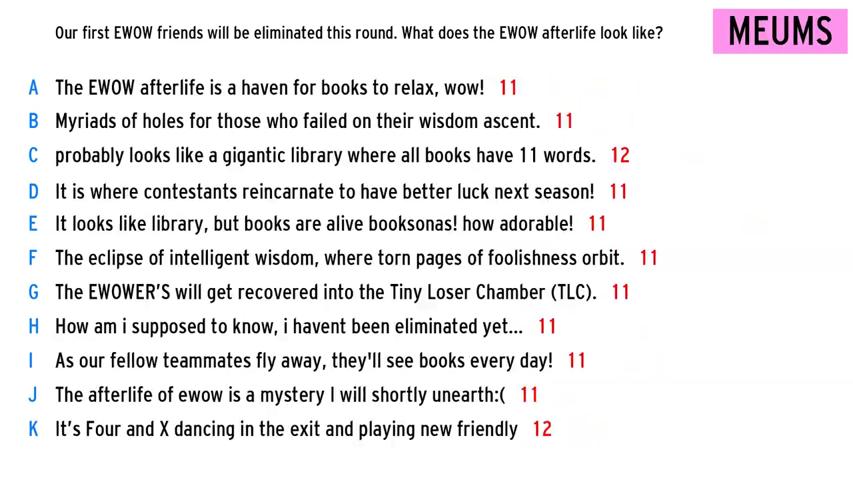 Our first EWOW friends will be eliminated this round. What does the EWOW afterlife look like?
MEUMS
A The EWOW afterlife is a haven for books to relax, wow! 11
B Myriads of holes for those who failed on their wisdom ascent. 11
C probably looks like a gigantic library where all books have 11 words. 12
D It is where contestants reincarnate to have better luck next season! 11
E It looks like library, but books are alive booksonas! how adorable! 11
F The eclipse of intelligent wisdom, where torn pages of foolishness orbit. 11
G The EWOWER'S will get recovered into the Tiny Loser Chamber (TLC). 11
H How am i supposed to know, i havent been eliminated yet... 11
I As our fellow teammates fly away, they'll see books every day! 11
J The afterlife of ewow is a mystery I will shortly unearth:( 11
K It's Four and X dancing in the exit and playing new friendly 12